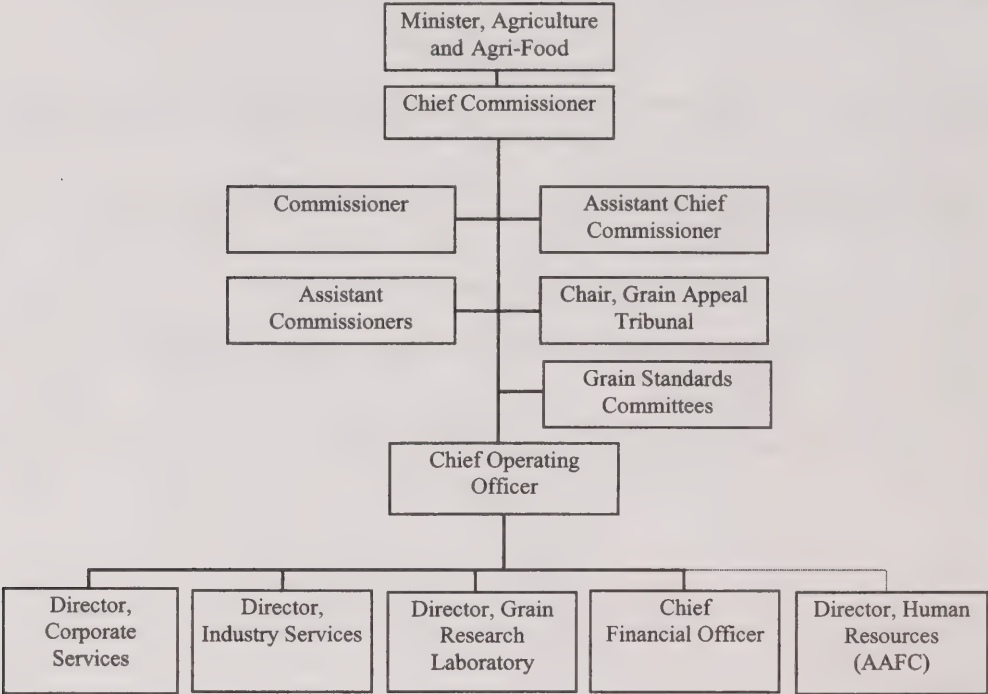 Minister, Agriculture
and Agri-Food
Chief Commissioner
Commissioner
Assistant Chief
Commissioner
Assistant
Commissioners
Chair, Grain Appeal
Tribunal
Grain Standards
Committees
Chief Operating
Officer
Director,
Corporate
Services
Director,
Industry Services
Director, Grain
Research
Laboratory
Chief
Financial Officer
Director, Human
Resources
(AAFC)